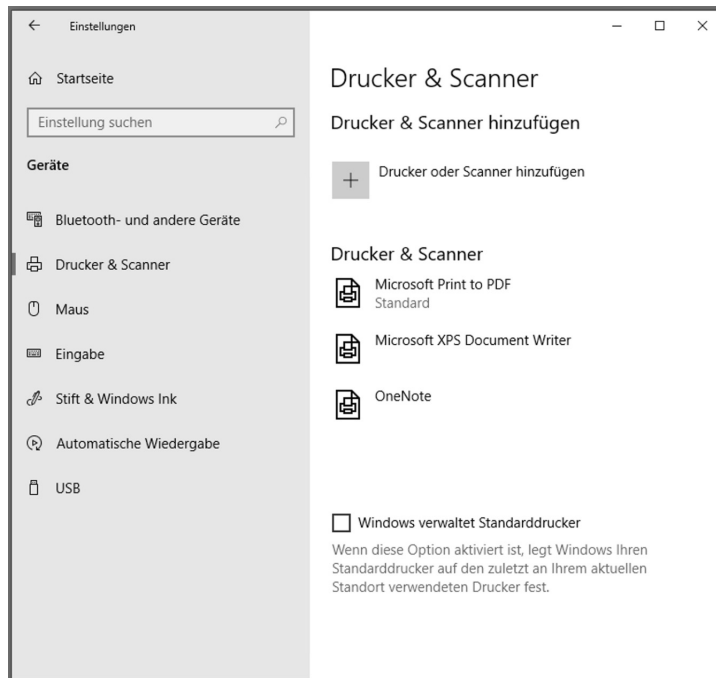 Einstellungen
Startseite
Einstellung suchen
Geräte
Bluetooth- und andere Geräte
Drucker & Scanner
Maus
Eingabe
Stift & Windows Ink
Automatische Wiedergabe
USB
Drucker & Scanner
Drucker & Scanner hinzufügen
Drucker oder Scanner hinzufügen
Drucker & Scanner
Microsoft Print to PDF
Standard
Microsoft XPS Document Writer
OneNote
Windows verwaltet Standarddrucker
Wenn diese Option aktiviert ist, legt Windows Ihren
Standarddrucker auf den zuletzt an Ihrem aktuellen
Standort verwendeten Drucker fest.